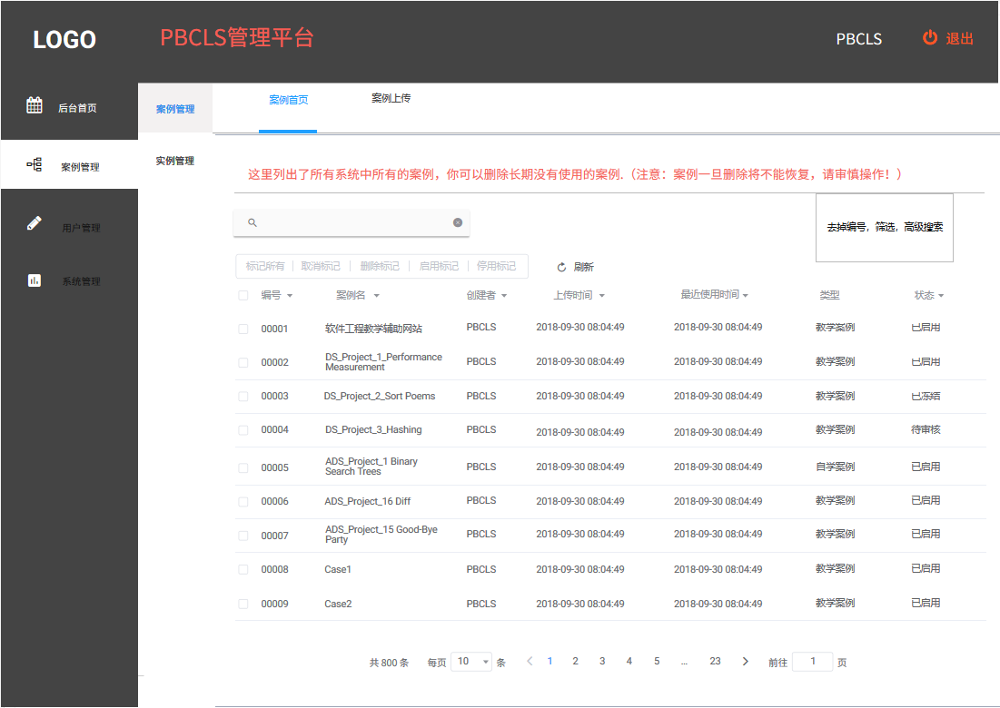 LOGO
PBCLS管理平台
PBCLS
退出
后台首页
案例管理
用户管理
系统管理
案例管理
实例管理
案例首页
案例上传
这里列出了所有系统中所有的案例，你可以删除长期没有使用的案例.（注意：案例一旦删除将不能恢复，请审慎操作！）
去掉编号，筛选，高级搜索
标记所有 取消标记 删除标记 启用标记 停用标记 刷新
编号 案例名 创建者 上传时间 最近使用时间 类型 状态
00001 软件工程教学辅助网站 PBCLS 2018-09-30 08:04:49 2018-09-30 08:04:49 教学案例 已启用
00002 DS_Project_1_Performance Measurement PBCLS 2018-09-30 08:04:49 2018-09-30 08:04:49 教学案例 已启用
00003 DS_Project_2_Sort Poems PBCLS 2018-09-30 08:04:49 2018-09-30 08:04:49 教学案例 已冻结
00004 DS_Project_3_Hashing PBCLS 2018-09-30 08:04:49 2018-09-30 08:04:49 教学案例 待审核
00005 ADS_Project_1 Binary Search Trees PBCLS 2018-09-30 08:04:49 2018-09-30 08:04:49 自学案例 已启用
00006 ADS_Project_16 Diff PBCLS 2018-09-30 08:04:49 2018-09-30 08:04:49 教学案例 已启用
00007 ADS_Project_15 Good-Bye Party PBCLS 2018-09-30 08:04:49 2018-09-30 08:04:49 教学案例 已启用
00008 Case1 PBCLS 2018-09-30 08:04:49 2018-09-30 08:04:49 教学案例 已启用
00009 Case2 PBCLS 2018-09-30 08:04:49 2018-09-30 08:04:49 教学案例 已启用
共 800 条 每页 10 条 1 2 3 4 5 ... 23 前往 1 页